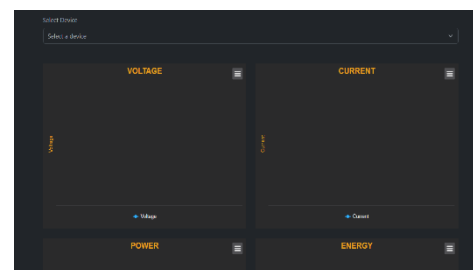 Select Device
Select a device
VOLTAGE
CURRENT
Voltage
Current
Voltage
Current
POWER
ENERGY